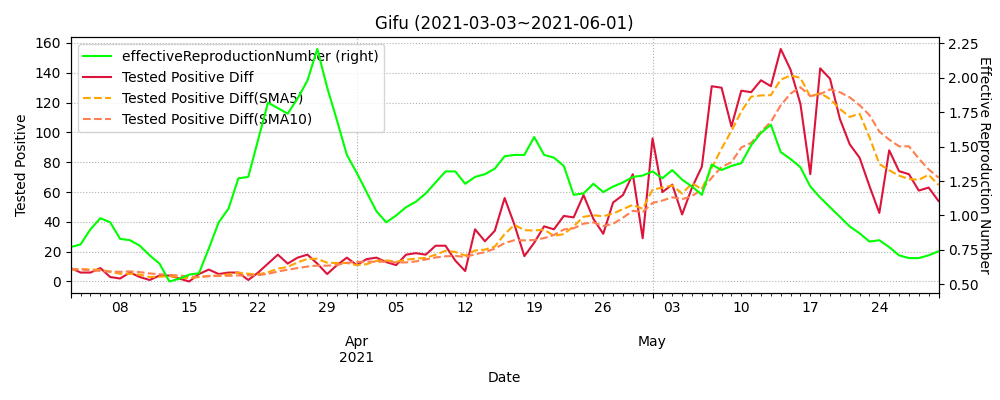 Gifu (2021-03-03~2021-06-01)
effectiveReproductionNumber (right)
Tested Positive Diff
Tested Positive Diff(SMA5)
Tested Positive Diff(SMA10)
160
140
120
100
80
60
40
20
0
Tested Positive
2.25
2.00
1.75
1.50
1.25
1.00
0.75
0.50
Effective Reproduction Number
08 15 22 29 05 12 19 26 03 10 17 24
Apr May
2021
Date